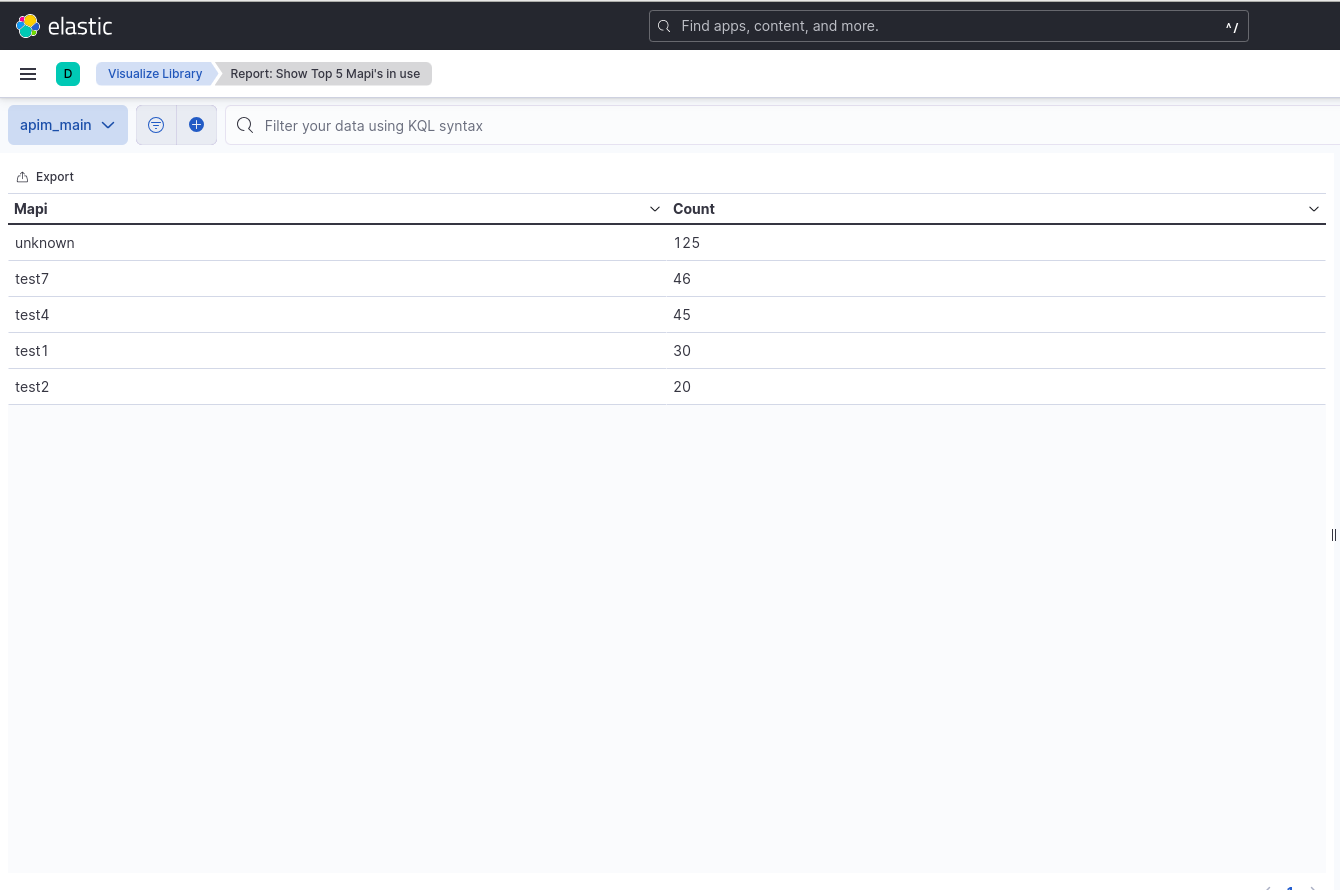 elastic
Find apps, content, and more.
^/
D
Visualize Library
Report: Show Top 5 Mapi's in use
apim_main
Filter your data using KQL syntax
Export
Mapi Count
unknown 125
test7 46
test4 45
test1 30
test2 20